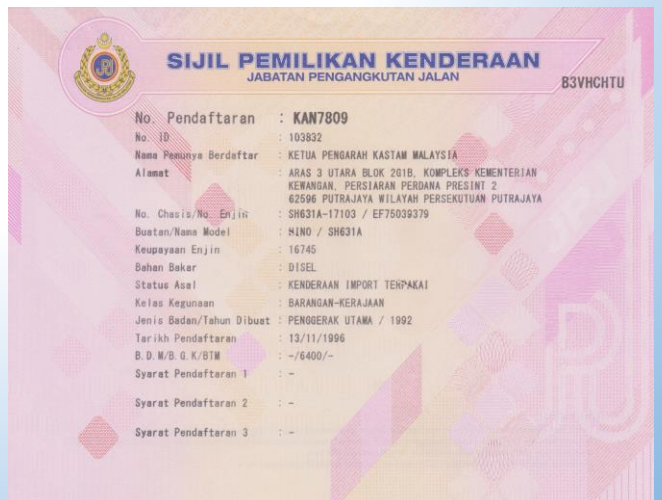 SIJIL PEMILIKAN KENDERAAN
JABATAN PENGANGKUTAN JALAN
B3VHCHTU
No. Pendaftaran : KAN7809
No. ID : 103832
Nama Pemunya Berdaftar : KETUA PENGARAH KASTAM MALAYSIA
Alamat : ARAS 3 UTARA BLOK 2G1B, KOMPLEKS KEMENTERIAN
KEWANGAN, PERSIARAN PERDANA PRESINT 2
62596 PUTRAJAYA WILAYAH PERSEKUTUAN PUTRAJAYA
No. Chasis/No. Enjin : SH631A-17103 / EF75039379
Buatan/Nama Model : HINO / SH631A
Keupayaan Enjin : 16745
Bahan Bakar : DISEL
Status Asal : KENDERAAN IMPORT TERPAKAI
Kelas Kegunaan : BARANGAN-KERAJAAN
Jenis Badan/Tahun Dibuat : PENGGERAK UTAMA / 1992
Tarikh Pendaftaran : 13/11/1996
B.D.M/B.G.K/BTM : -/6400/-
Syarat Pendaftaran 1 : -
Syarat Pendaftaran 2 : -
Syarat Pendaftaran 3 : -